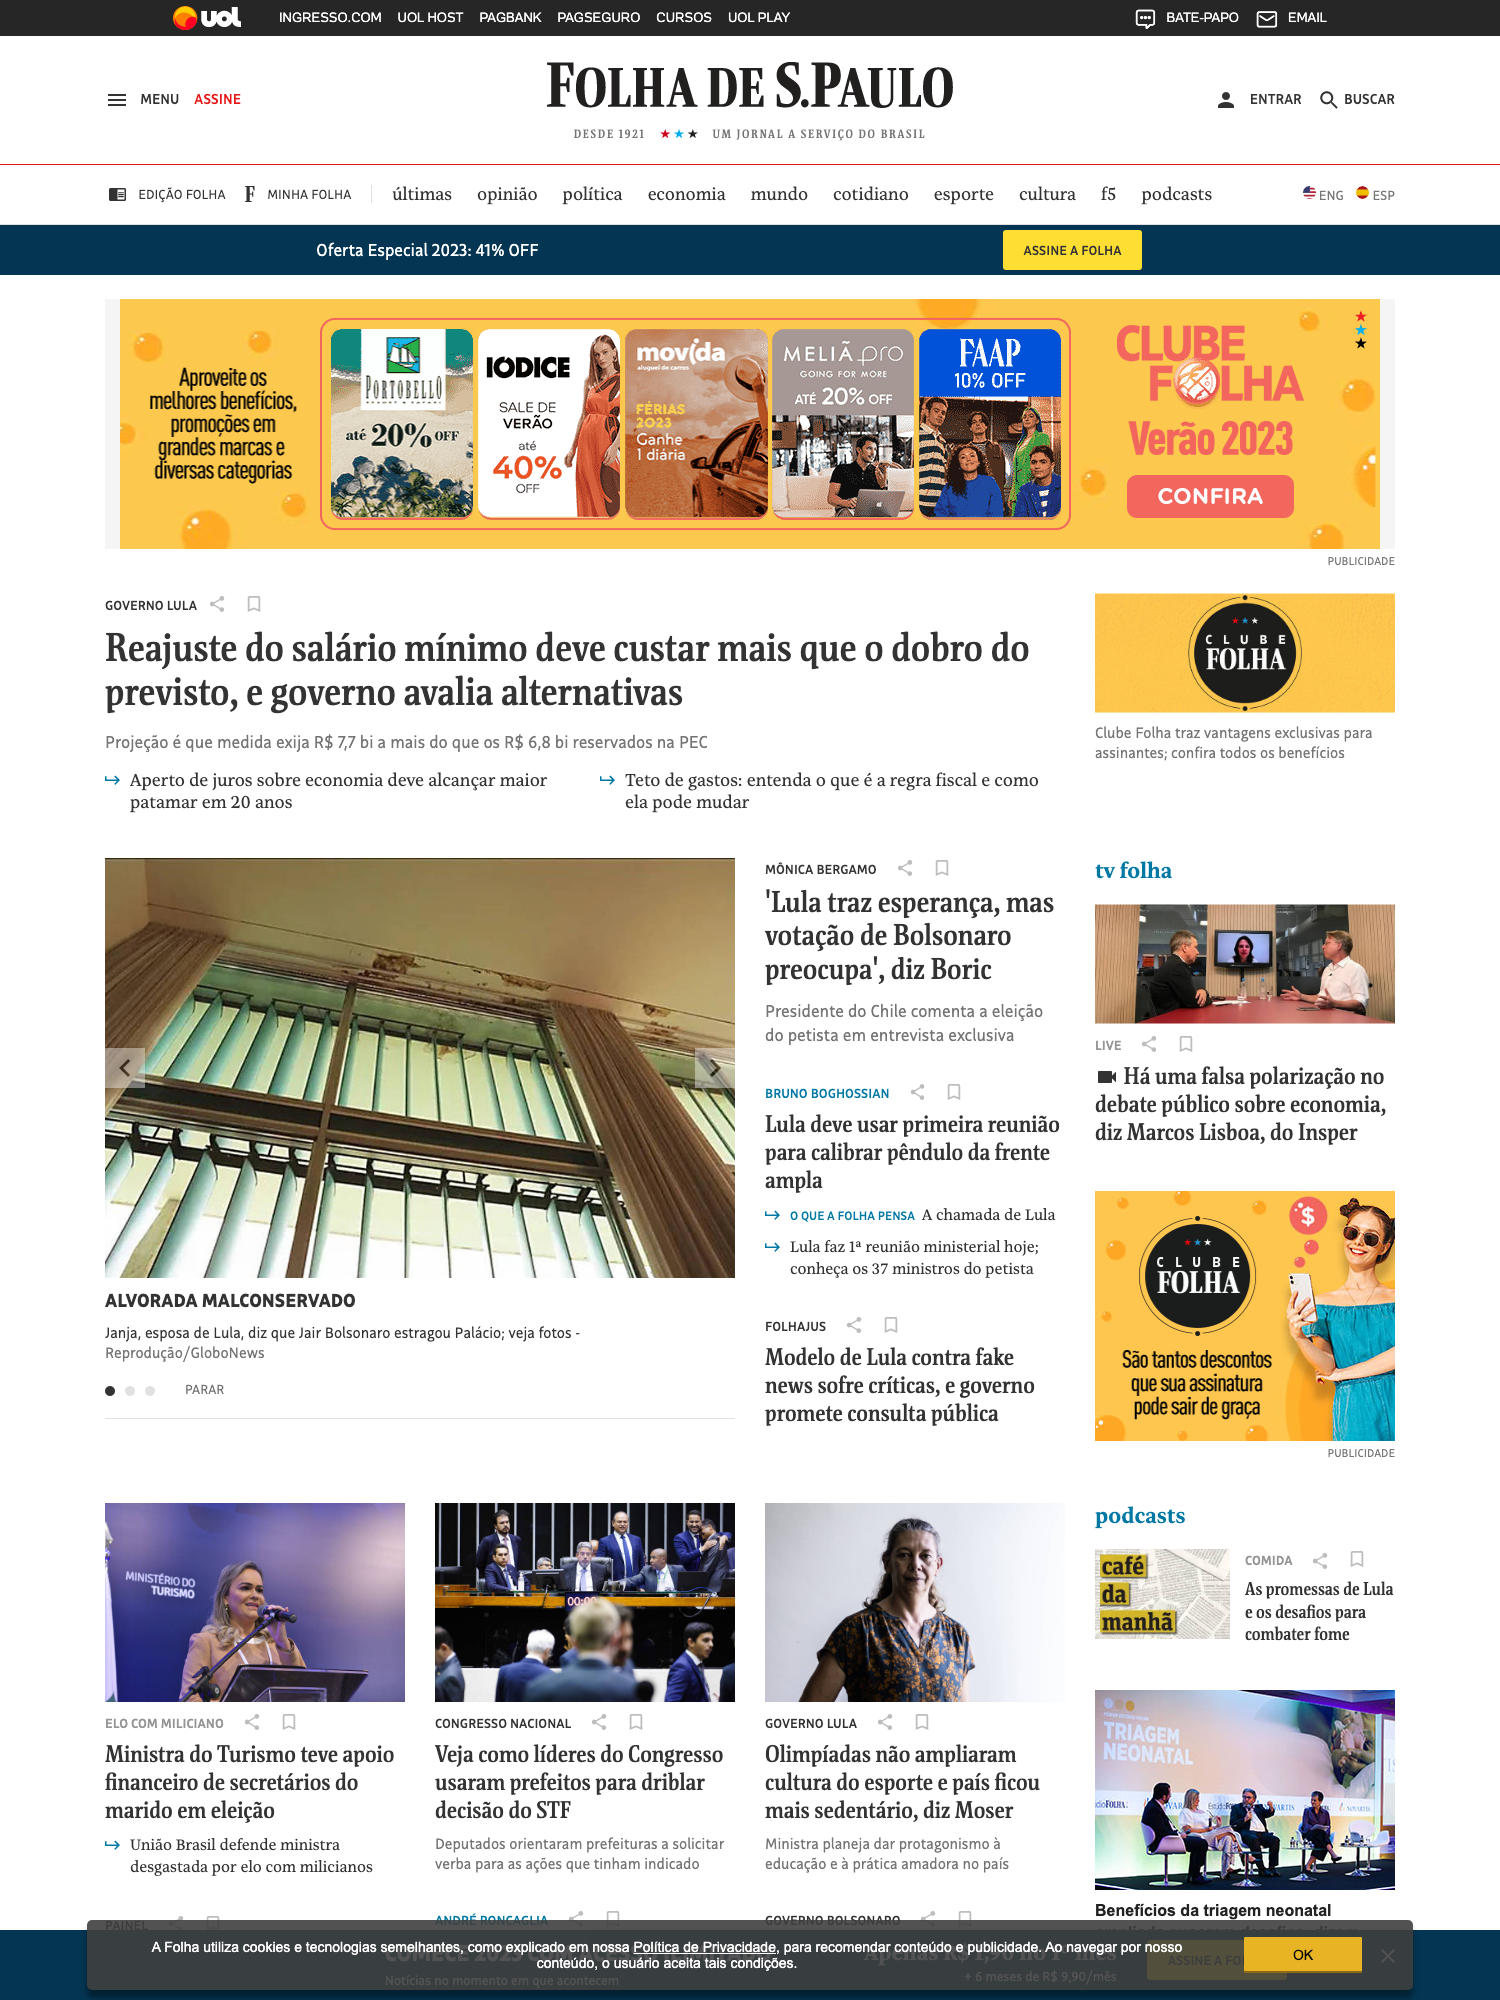 uol INGRESSO.COM UOL HOST PAGBANK PAGSEGURO CURSOS UOL PLAY BATE-PAPO EMAIL
MENU ASSINE
FOLHA DE S.PAULO
DESDE 1921 ★★★ UM JORNAL A SERVIÇO DO BRASIL
ENTRAR BUSCAR
EDIÇÃO FOLHA F MINHA FOLHA últimas opinião política economia mundo cotidiano esporte cultura f5 podcasts ENG ESP
Oferta Especial 2023: 41% OFF ASSINE A FOLHA
Aproveite os
melhores benefícios,
promoções em
grandes marcas e
diversas categorias
PORTOBELLO
até 20% OFF
IÓDICE
SALE DE
VERÃO
até
40%
OFF
movida
aluguel de carros
FÉRIAS
2023
Ganhe
1 diária
MELIÃ pro
GOING FOR MORE
ATÉ 20% OFF
FAAP
10% OFF
CLUBE
FOLHA
Verão 2023
CONFIRA
PUBLICIDADE
GOVERNO LULA
Reajuste do salário mínimo deve custar mais que o dobro do
previsto, e governo avalia alternativas
Projeção é que medida exija R$ 7,7 bi a mais do que os R$ 6,8 bi reservados na PEC
Aperto de juros sobre economia deve alcançar maior
patamar em 20 anos
Teto de gastos: entenda o que é a regra fiscal e como
ela pode mudar
CLUBE
FOLHA
Clube Folha traz vantagens exclusivas para
assinantes; confira todos os benefícios
ALVORADA MALCONSERVADO
Janja, esposa de Lula, diz que Jair Bolsonaro estragou Palácio; veja fotos -
Reprodução/GloboNews
PARAR
MÔNICA BERGAMO
'Lula traz esperança, mas
votação de Bolsonaro
preocupa', diz Boric
Presidente do Chile comenta a eleição
do petista em entrevista exclusiva
BRUNO BOGHOSSIAN
Lula deve usar primeira reunião
para calibrar pêndulo da frente
ampla
O QUE A FOLHA PENSA A chamada de Lula
Lula faz 1ª reunião ministerial hoje;
conheça os 37 ministros do petista
FOLHAJUS
Modelo de Lula contra fake
news sofre críticas, e governo
promete consulta pública
tv folha
LIVE
Há uma falsa polarização no
debate público sobre economia,
diz Marcos Lisboa, do Insper
CLUBE
FOLHA
$
São tantos descontos
que sua assinatura
pode sair de graça
PUBLICIDADE
MINISTÉRIO DO
TURISMO
ELO COM MILICIANO
Ministra do Turismo teve apoio
financeiro de secretários do
marido em eleição
União Brasil defende ministra
desgastada por elo com milicianos
00:00
CONGRESSO NACIONAL
Veja como líderes do Congresso
usaram prefeitos para driblar
decisão do STF
Deputados orientaram prefeituras a solicitar
verba para as ações que tinham indicado
GOVERNO LULA
Olimpíadas não ampliaram
cultura do esporte e país ficou
mais sedentário, diz Moser
Ministra planeja dar protagonismo à
educação e à prática amadora no país
podcasts
café
da
manhã
COMIDA
As promessas de Lula
e os desafios para
combater fome
TRIAGEM
NEONATAL
Benefícios da triagem neonatal
PAINEL
ANDRÉ RONCAGLIA
GOVERNO BOLSONARO
Notícias no momento em que acontecem
Apenas R$ 1,90 no 1º mês
+ 6 meses de R$ 9,90/mês
ASSINE A FO
A Folha utiliza cookies e tecnologias semelhantes, como explicado em nossa Política de Privacidade, para recomendar conteúdo e publicidade. Ao navegar por nosso
conteúdo, o usuário aceita tais condições.
OK